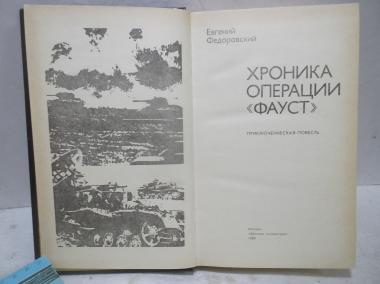 Евгений
Федоровский
ХРОНИКА
ОПЕРАЦИИ
«ФАУСТ»
ПРИКЛЮЧЕНЧЕСКАЯ ПОВЕСТЬ